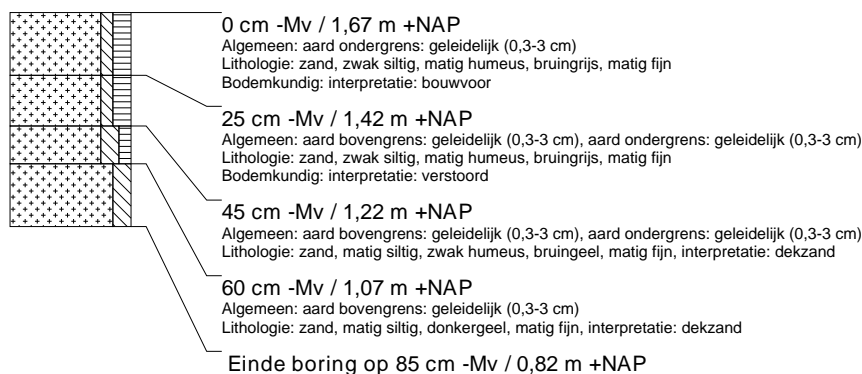 0 cm -Mv / 1,67 m +NAP
Algemeen: aard ondergrens: geleidelijk (0,3-3 cm)
Lithologie: zand, zwak siltig, matig humeus, bruingrijs, matig fijn
Bodemkundig: interpretatie: bouwvoor
25 cm -Mv / 1,42 m +NAP
Algemeen: aard bovengrens: geleidelijk (0,3-3 cm), aard ondergrens: geleidelijk (0,3-3 cm)
Lithologie: zand, zwak siltig, matig humeus, bruingrijs, matig fijn
Bodemkundig: interpretatie: verstoord
45 cm -Mv / 1,22 m +NAP
Algemeen: aard bovengrens: geleidelijk (0,3-3 cm), aard ondergrens: geleidelijk (0,3-3 cm)
Lithologie: zand, matig siltig, zwak humeus, bruingeel, matig fijn, interpretatie: dekzand
60 cm -Mv / 1,07 m +NAP
Algemeen: aard bovengrens: geleidelijk (0,3-3 cm)
Lithologie: zand, matig siltig, donkergeel, matig fijn, interpretatie: dekzand
Einde boring op 85 cm -Mv / 0,82 m +NAP